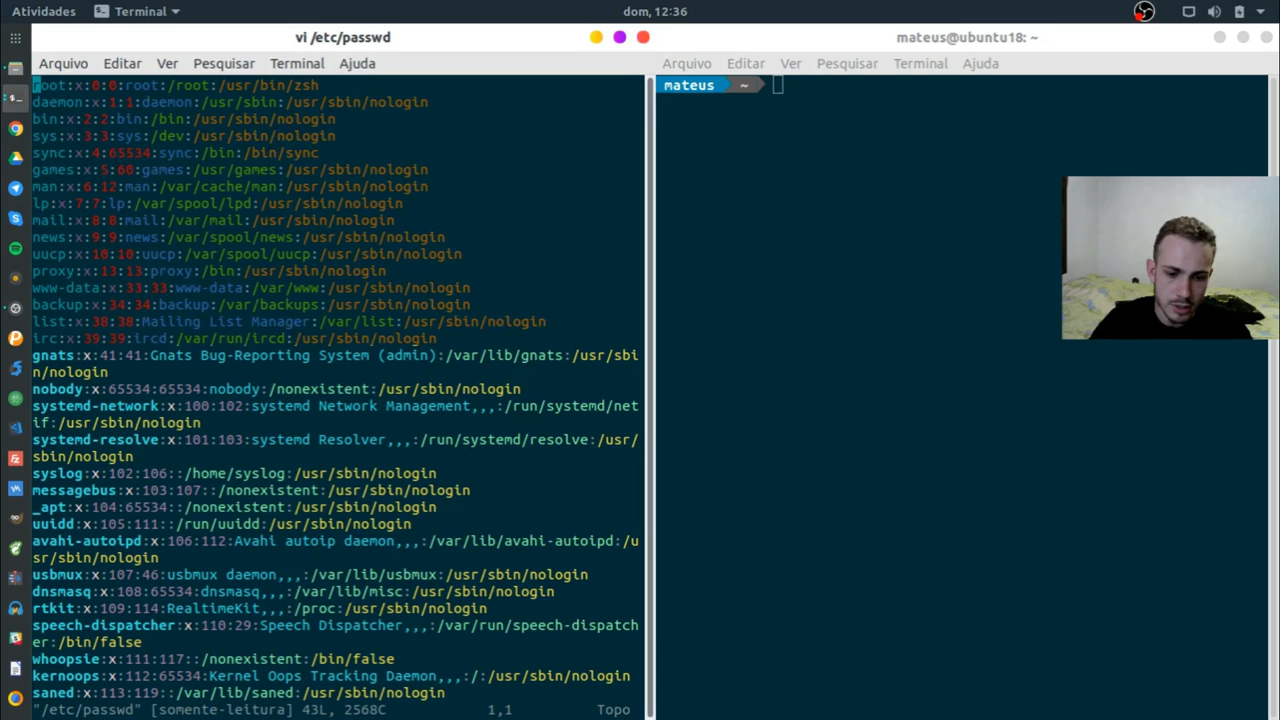 Atividades
Terminal
dom, 12:36
vi /etc/passwd
mateus@ubuntu18: ~
Arquivo Editar Ver Pesquisar Terminal Ajuda
Arquivo Editar Ver Pesquisar Terminal Ajuda
root:x:0:0:root:/root:/usr/bin/zsh
daemon:x:1:1:daemon:/usr/sbin:/usr/sbin/nologin
bin:x:2:2:bin:/bin:/usr/sbin/nologin
sys:x:3:3:sys:/dev:/usr/sbin/nologin
sync:x:4:65534:sync:/bin:/bin/sync
games:x:5:60:games:/usr/games:/usr/sbin/nologin
man:x:6:12:man:/var/cache/man:/usr/sbin/nologin
lp:x:7:7:lp:/var/spool/lpd:/usr/sbin/nologin
mail:x:8:8:mail:/var/mail:/usr/sbin/nologin
news:x:9:9:news:/var/spool/news:/usr/sbin/nologin
uucp:x:10:10:uucp:/var/spool/uucp:/usr/sbin/nologin
proxy:x:13:13:proxy:/bin:/usr/sbin/nologin
www-data:x:33:33:www-data:/var/www:/usr/sbin/nologin
backup:x:34:34:backup:/var/backups:/usr/sbin/nologin
list:x:38:38:Mailing List Manager:/var/list:/usr/sbin/nologin
irc:x:39:39:ircd:/var/run/ircd:/usr/sbin/nologin
gnats:x:41:41:Gnats Bug-Reporting System (admin):/var/lib/gnats:/usr/sbi
n/nologin
nobody:x:65534:65534:nobody:/nonexistent:/usr/sbin/nologin
systemd-network:x:100:102:systemd Network Management,,,:/run/systemd/net
if:/usr/sbin/nologin
systemd-resolve:x:101:103:systemd Resolver,,,:/run/systemd/resolve:/usr/
sbin/nologin
syslog:x:102:106::/home/syslog:/usr/sbin/nologin
messagebus:x:103:107::/nonexistent:/usr/sbin/nologin
_apt:x:104:65534::/nonexistent:/usr/sbin/nologin
uuidd:x:105:111::/run/uuidd:/usr/sbin/nologin
avahi-autoipd:x:106:112:Avahi autoip daemon,,,:/var/lib/avahi-autoipd:/u
sr/sbin/nologin
usbmux:x:107:46:usbmux daemon,,,:/var/lib/usbmux:/usr/sbin/nologin
dnsmasq:x:108:65534:dnsmasq,,,:/var/lib/misc:/usr/sbin/nologin
rtkit:x:109:114:RealtimeKit,,,:/proc:/usr/sbin/nologin
speech-dispatcher:x:110:29:Speech Dispatcher,,,:/var/run/speech-dispatch
er:/bin/false
whoopsie:x:111:117::/nonexistent:/bin/false
kernoops:x:112:65534:Kernel Oops Tracking Daemon,,,:/:/usr/sbin/nologin
saned:x:113:119::/var/lib/saned:/usr/sbin/nologin
"/etc/passwd" [somente-leitura] 43L, 2568C 1,1 Topo
mateus ~